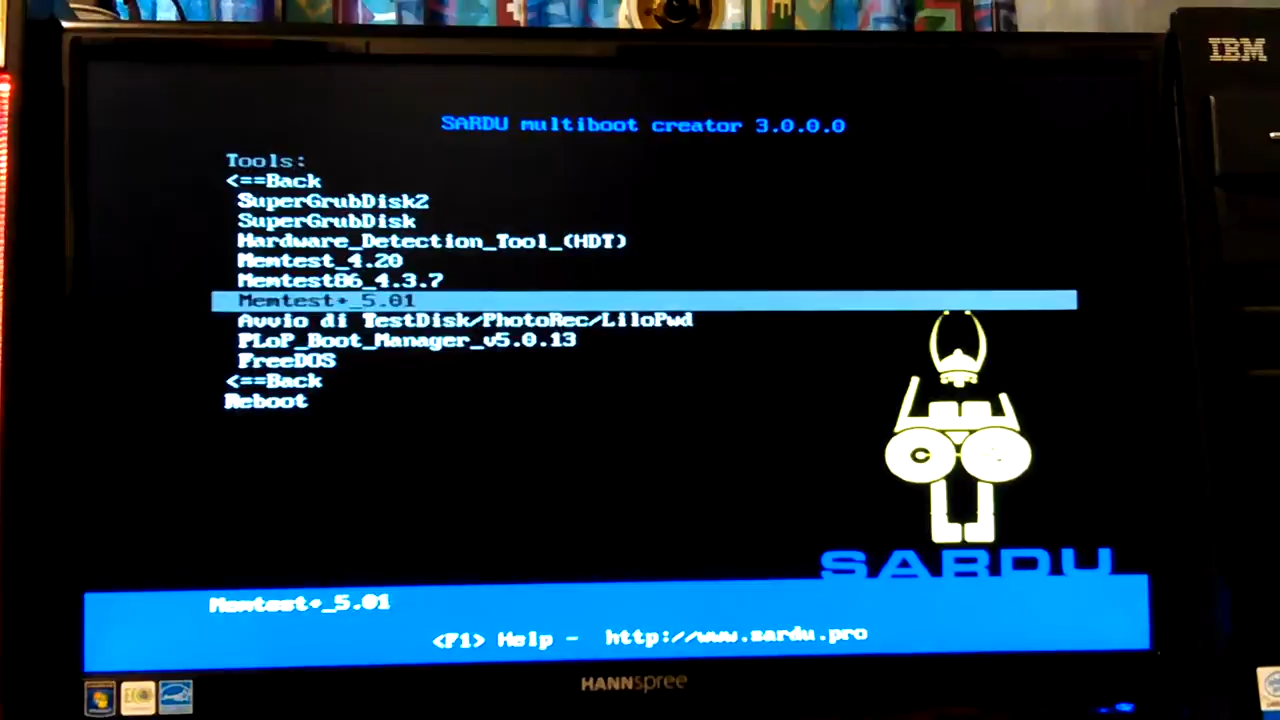 IBM
SARDU multiboot creator 3.0.0.0
Tools:
<==Back
SuperGrubDisk2
SuperGrubDisk
Hardware_Detection_Tool_(HDT)
Memtest_4.20
Memtest86_4.3.7
Memtest+_5.01
Avvio di TestDisk/PhotoRec/LiloPwd
PLoP_Boot_Manager_v5.0.13
FreeDOS
<==Back
Reboot
C
SARDU
Memtest+_5.01
<F1> Help - http://www.sardu.pro
HANNspree